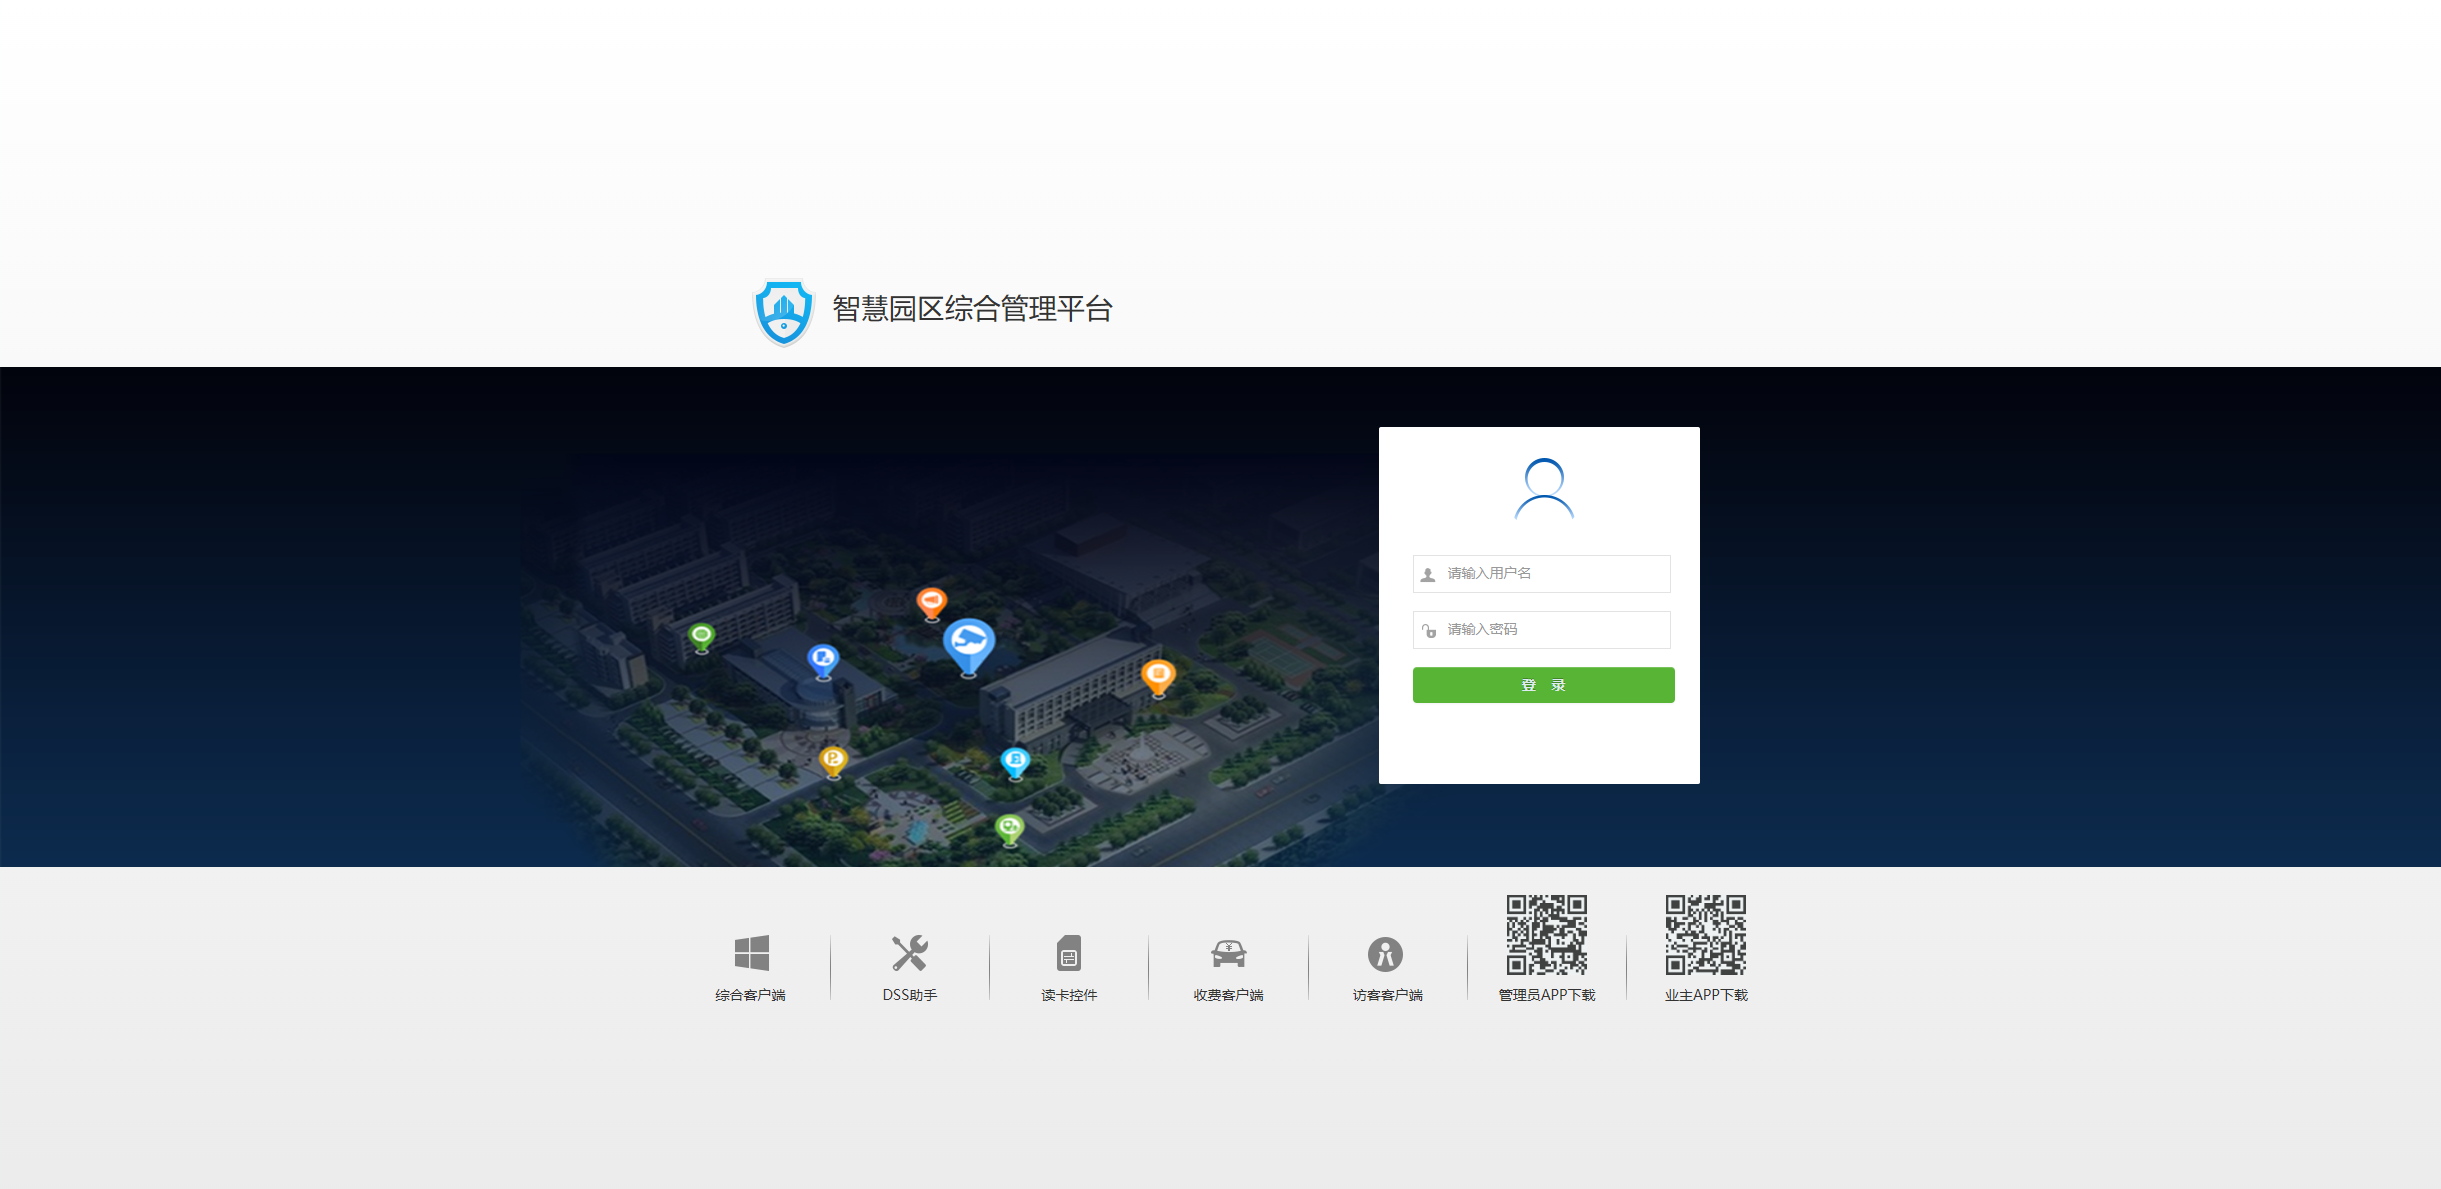 智慧园区综合管理平台
请输入用户名
请输入密码
登 录
综合客户端
DSS助手
读卡控件
收费客户端
访客客户端
管理员APP下载
业主APP下载